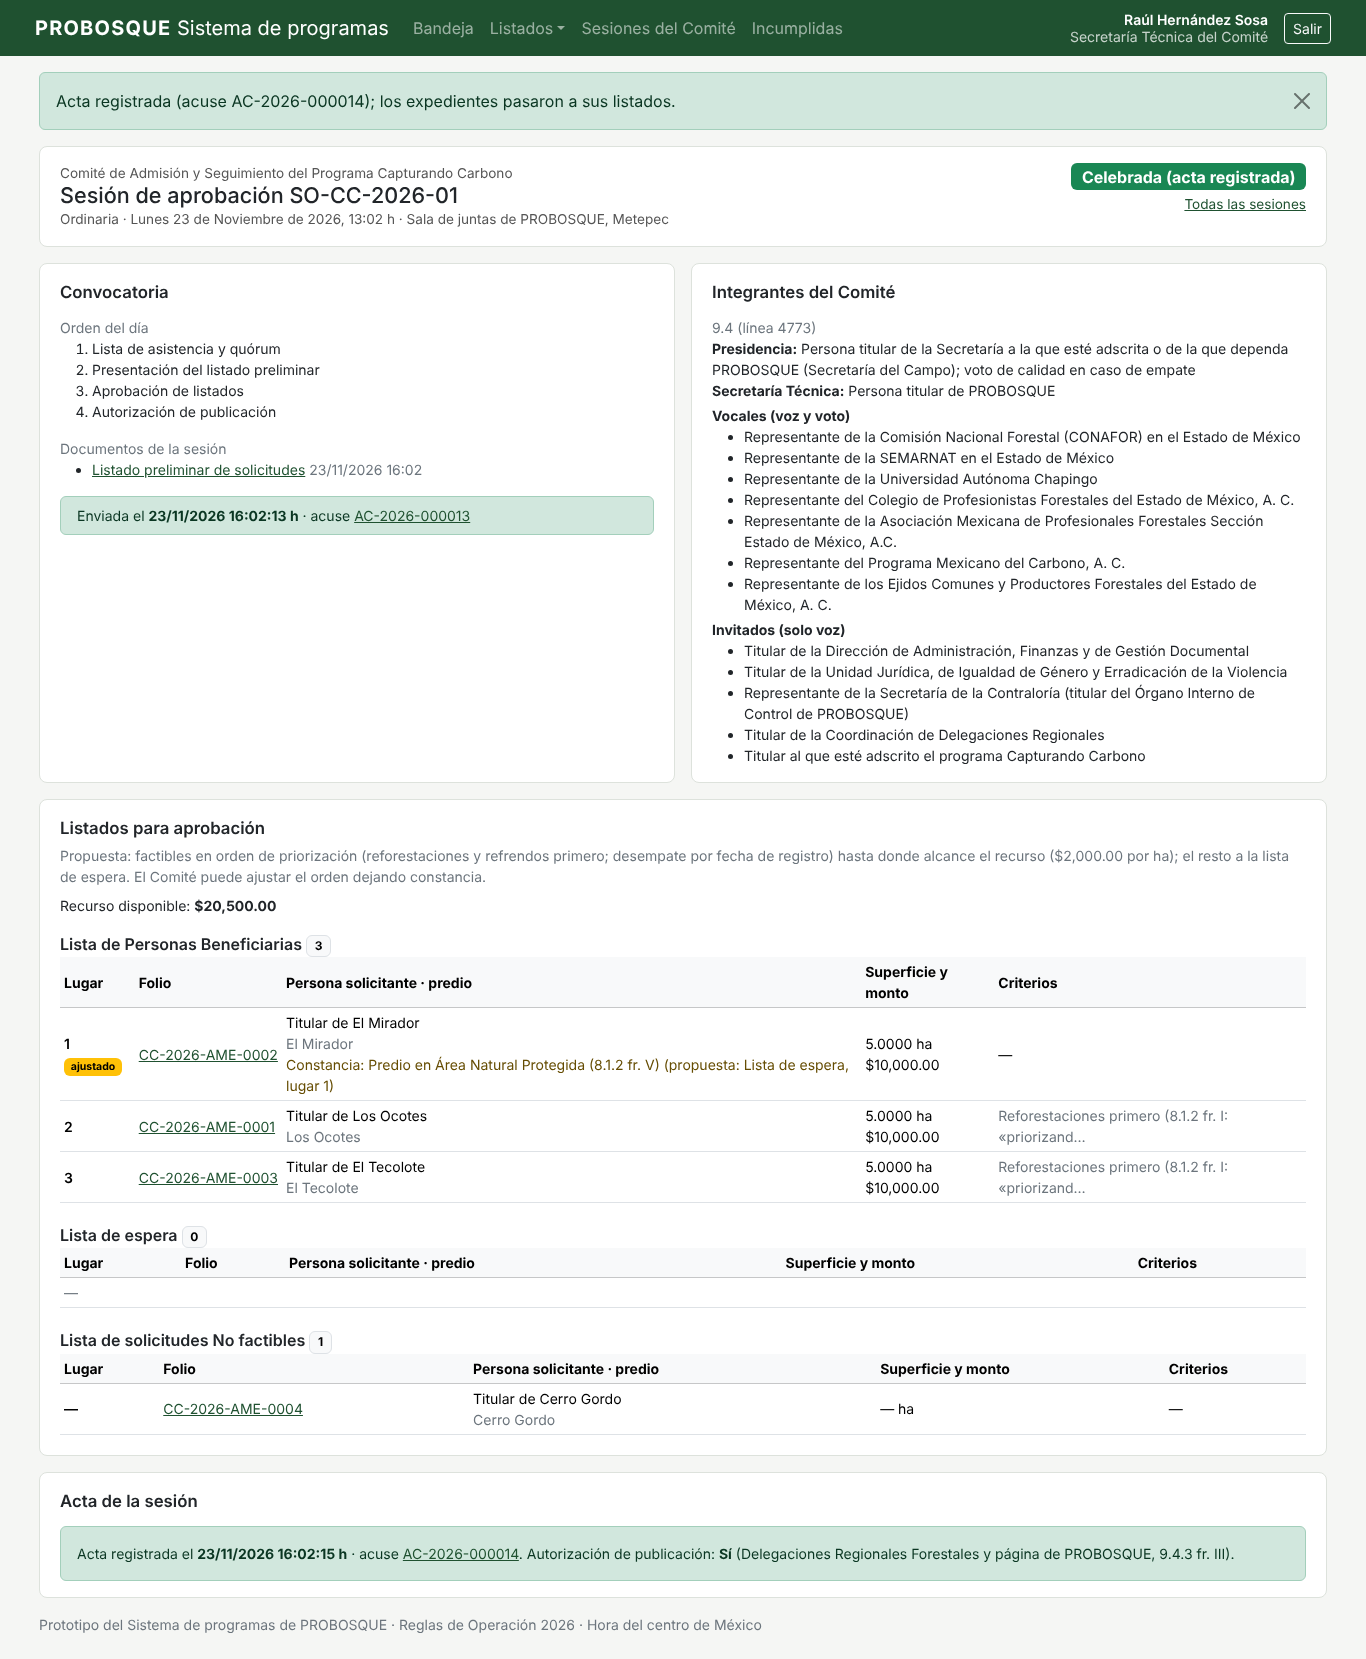 PROBOSQUE Sistema de programas
Bandeja
Listados
Sesiones del Comité
Incumplidas
Raúl Hernández Sosa
Secretaría Técnica del Comité
Salir
Acta registrada (acuse AC-2026-000014); los expedientes pasaron a sus listados.
Comité de Admisión y Seguimiento del Programa Capturando Carbono
Sesión de aprobación SO-CC-2026-01
Ordinaria · Lunes 23 de Noviembre de 2026, 13:02 h · Sala de juntas de PROBOSQUE, Metepec
Celebrada (acta registrada)
Todas las sesiones
Convocatoria
Orden del día
1. Lista de asistencia y quórum
2. Presentación del listado preliminar
3. Aprobación de listados
4. Autorización de publicación
Documentos de la sesión
• Listado preliminar de solicitudes 23/11/2026 16:02
Enviada el 23/11/2026 16:02:13 h · acuse AC-2026-000013
Integrantes del Comité
9.4 (línea 4773)
Presidencia: Persona titular de la Secretaría a la que esté adscrita o de la que dependa
PROBOSQUE (Secretaría del Campo); voto de calidad en caso de empate
Secretaría Técnica: Persona titular de PROBOSQUE
Vocales (voz y voto)
• Representante de la Comisión Nacional Forestal (CONAFOR) en el Estado de México
• Representante de la SEMARNAT en el Estado de México
• Representante de la Universidad Autónoma Chapingo
• Representante del Colegio de Profesionistas Forestales del Estado de México, A. C.
• Representante de la Asociación Mexicana de Profesionales Forestales Sección
Estado de México, A.C.
• Representante del Programa Mexicano del Carbono, A. C.
• Representante de los Ejidos Comunes y Productores Forestales del Estado de
México, A. C.
Invitados (solo voz)
• Titular de la Dirección de Administración, Finanzas y de Gestión Documental
• Titular de la Unidad Jurídica, de Igualdad de Género y Erradicación de la Violencia
• Representante de la Secretaría de la Contraloría (titular del Órgano Interno de
Control de PROBOSQUE)
• Titular de la Coordinación de Delegaciones Regionales
• Titular al que esté adscrito el programa Capturando Carbono
Listados para aprobación
Propuesta: factibles en orden de priorización (reforestaciones y refrendos primero; desempate por fecha de registro) hasta donde alcance el recurso ($2,000.00 por ha); el resto a la lista
de espera. El Comité puede ajustar el orden dejando constancia.
Recurso disponible: $20,500.00
Lista de Personas Beneficiarias 3
Lugar Folio Persona solicitante · predio Superficie y monto Criterios
1
ajustado
CC-2026-AME-0002
Titular de El Mirador
El Mirador
Constancia: Predio en Área Natural Protegida (8.1.2 fr. V) (propuesta: Lista de espera,
lugar 1)
5.0000 ha
$10,000.00
—
2
CC-2026-AME-0001
Titular de Los Ocotes
Los Ocotes
5.0000 ha
$10,000.00
Reforestaciones primero (8.1.2 fr. I:
«priorizand...
3
CC-2026-AME-0003
Titular de El Tecolote
El Tecolote
5.0000 ha
$10,000.00
Reforestaciones primero (8.1.2 fr. I:
«priorizand...
Lista de espera 0
Lugar Folio Persona solicitante · predio Superficie y monto Criterios
—
Lista de solicitudes No factibles 1
Lugar Folio Persona solicitante · predio Superficie y monto Criterios
—
CC-2026-AME-0004
Titular de Cerro Gordo
Cerro Gordo
— ha
—
Acta de la sesión
Acta registrada el 23/11/2026 16:02:15 h · acuse AC-2026-000014. Autorización de publicación: Sí (Delegaciones Regionales Forestales y página de PROBOSQUE, 9.4.3 fr. III).
Prototipo del Sistema de programas de PROBOSQUE · Reglas de Operación 2026 · Hora del centro de México